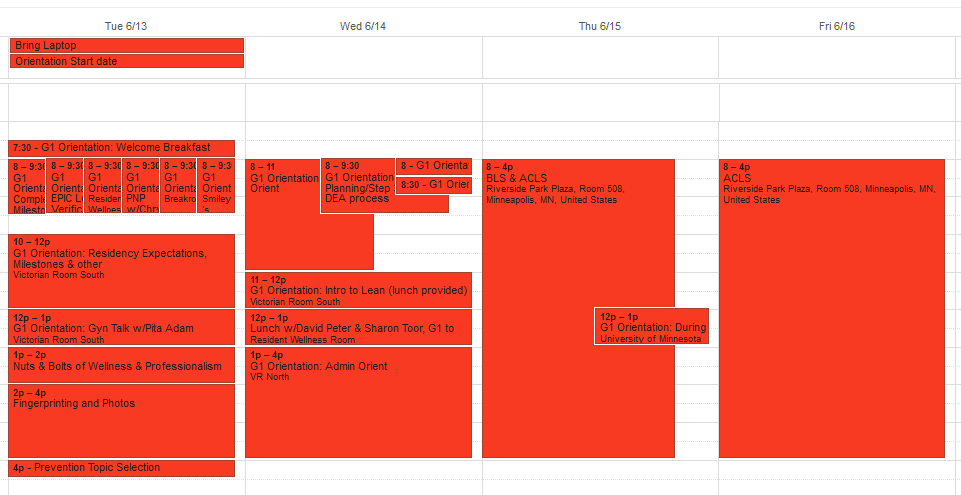 Tue 6/13
Wed 6/14
Thu 6/15
Fri 6/16
Bring Laptop
Orientation Start date
7:30 - G1 Orientation: Welcome Breakfast
8 – 9:30
G1
Orienta
Comple
Milesto
8 – 9:30
G1
Orienta
EPIC Lo
Verific
8 – 9:30
G1
Orienta
Residen
Wellnes
8 – 9:30
G1
Orienta
PNP
w/Chry
8 – 9:30
G1
Orienta
Breakro
8 – 9:3
G1
Orient
Smiley
's
10 – 12p
G1 Orientation: Residency Expectations,
Milestones & other
Victorian Room South
12p – 1p
G1 Orientation: Gyn Talk w/Pita Adam
Victorian Room South
1p – 2p
Nuts & Bolts of Wellness & Professionalism
2p – 4p
Fingerprinting and Photos
4p - Prevention Topic Selection
8 – 11
G1 Orientation
Orient
8 – 9:30
G1 Orientation
Planning/Step
DEA process
8 - G1 Orienta
8:30 - G1 Orier
11 – 12p
G1 Orientation: Intro to Lean (lunch provided)
Victorian Room South
12p – 1p
Lunch w/David Peter & Sharon Toor, G1 to
Resident Wellness Room
1p – 4p
G1 Orientation: Admin Orient
VR North
8 – 4p
BLS & ACLS
Riverside Park Plaza, Room 508,
Minneapolis, MN, United States
12p – 1p
G1 Orientation: During
University of Minnesota
8 – 4p
ACLS
Riverside Park Plaza, Room 508, Minneapolis, MN,
United States